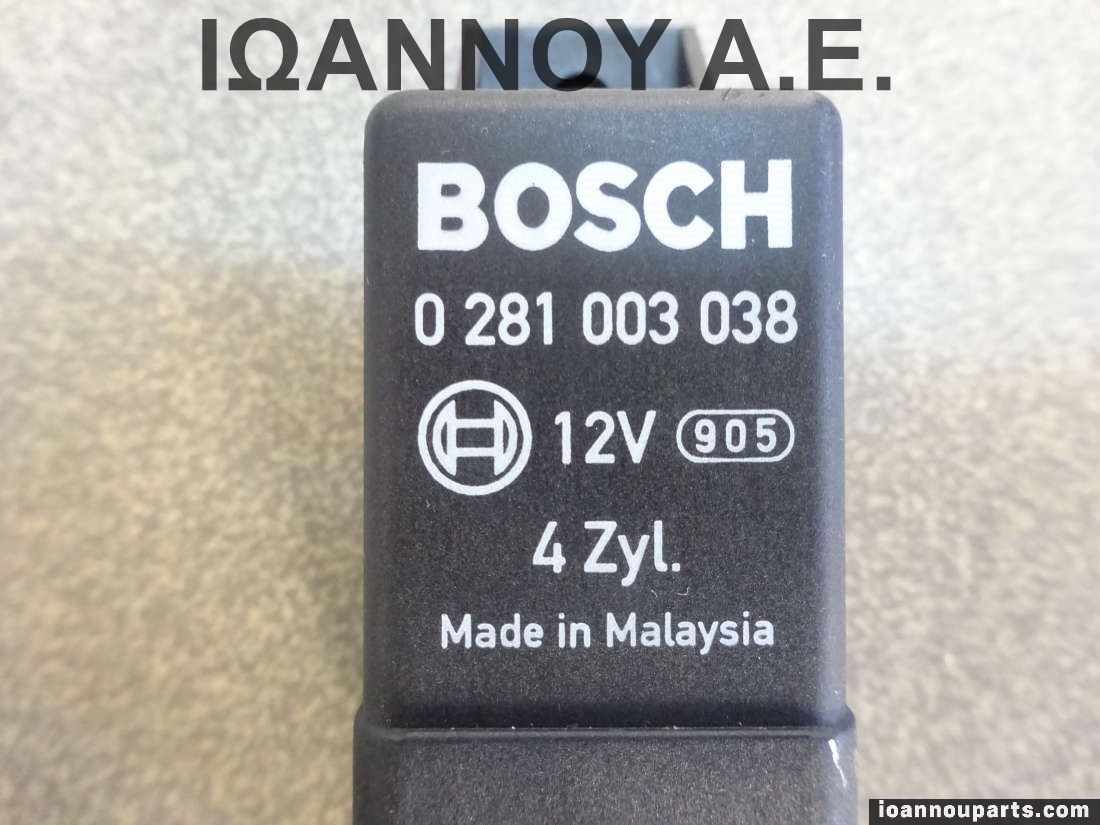 ΙΩΑΝΝΟΥ Α.Ε.
BOSCH
0 281 003 038
12V 905
4 Zyl.
Made in Malaysia
ioannouparts.com